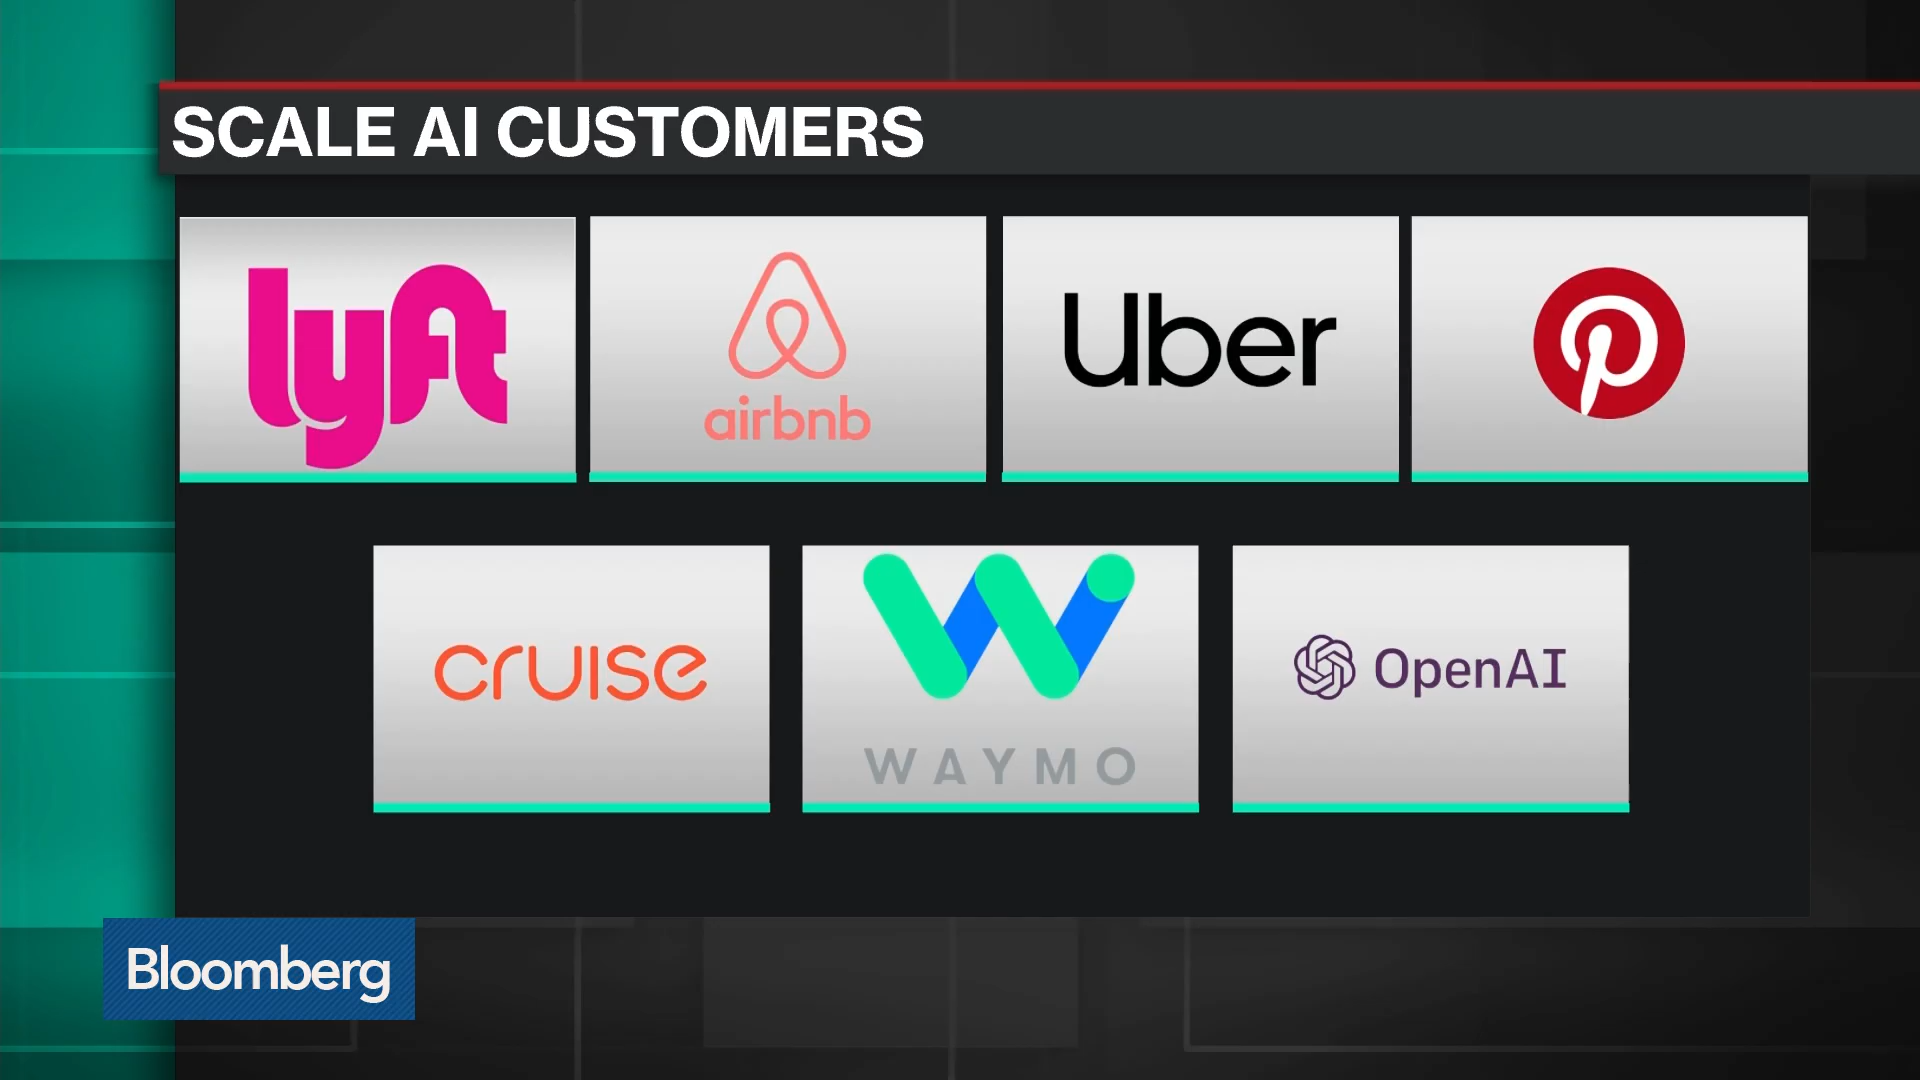 SCALE AI CUSTOMERS
lyft
airbnb
Uber
cruise
WAYMO
OpenAI
Bloomberg